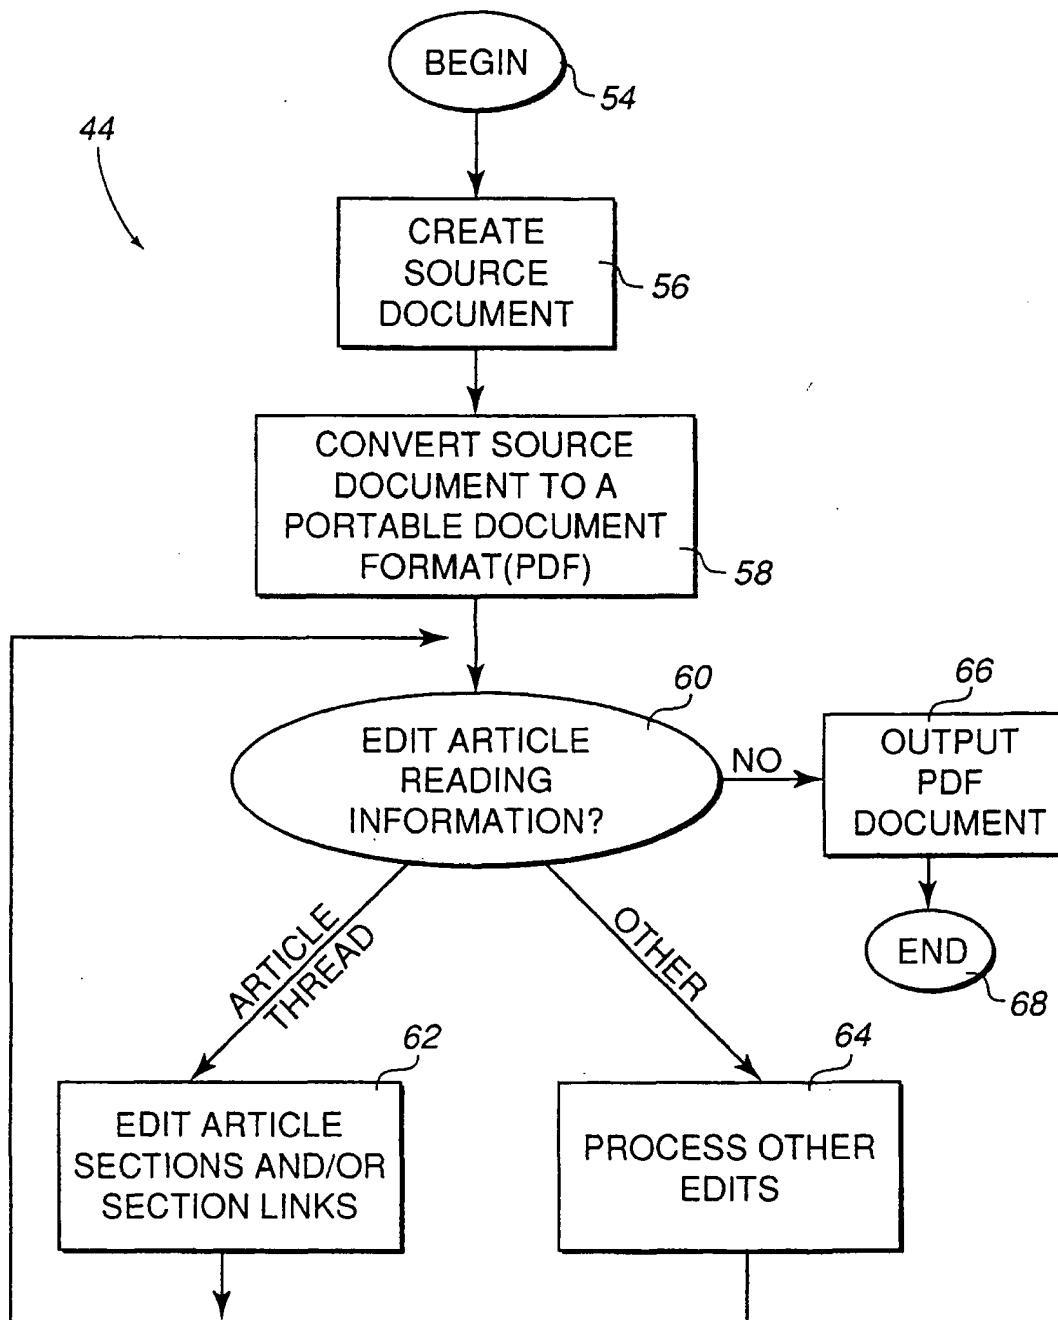 BEGIN
54
44
CREATE
SOURCE
DOCUMENT
56
CONVERT SOURCE
DOCUMENT TO A
PORTABLE DOCUMENT
FORMAT(PDF)
58
60
EDIT ARTICLE
READING
INFORMATION?
NO
66
OUTPUT
PDF
DOCUMENT
END
68
ARTICLE
THREAD
OTHER
62
EDIT ARTICLE
SECTIONS AND/OR
SECTION LINKS
64
PROCESS OTHER
EDITS